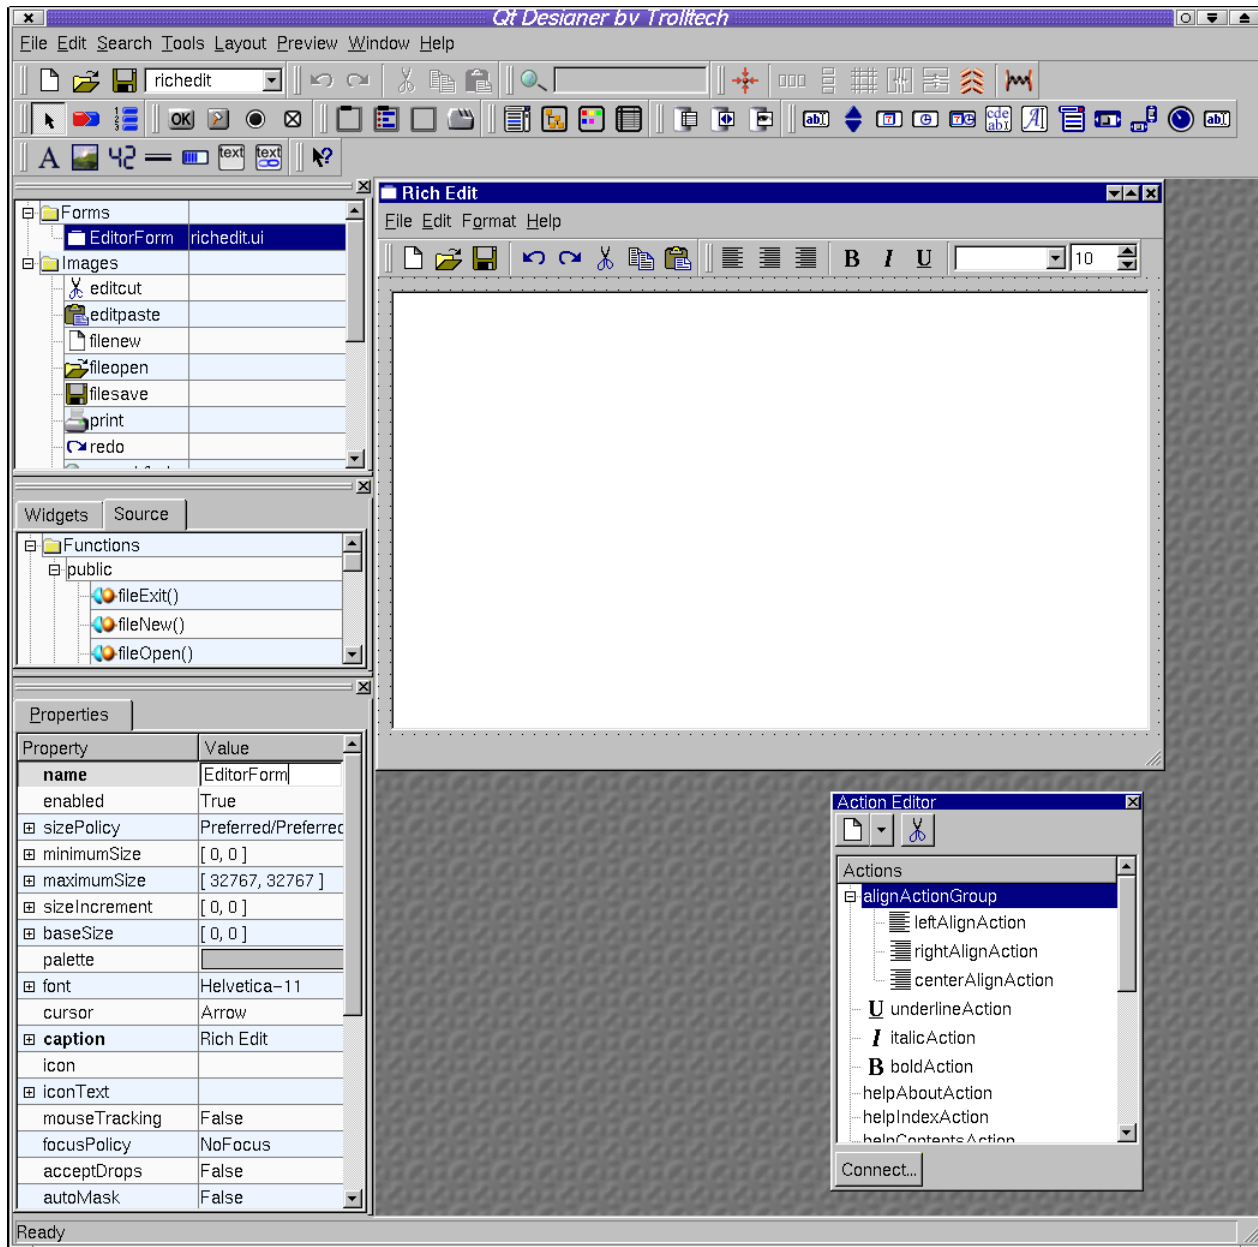 Qt Designer by Trolltech
File Edit Search Tools Layout Preview Window Help
richedit
OK
text text
Forms
EditorForm richedit.ui
Images
editcut
editpaste
filenew
fileopen
filesave
print
redo
Widgets Source
Functions
public
fileExit()
fileNew()
fileOpen()
Properties
Property Value
name EditorForm
enabled True
sizePolicy Preferred/Preferred
minimumSize [ 0, 0 ]
maximumSize [ 32767, 32767 ]
sizeIncrement [ 0, 0 ]
baseSize [ 0, 0 ]
palette
font Helvetica-11
cursor Arrow
caption Rich Edit
icon
iconText
mouseTracking False
focusPolicy NoFocus
acceptDrops False
autoMask False
Rich Edit
File Edit Format Help
B I U 10
Action Editor
Actions
alignActionGroup
leftAlignAction
rightAlignAction
centerAlignAction
U underlineAction
I italicAction
B boldAction
helpAboutAction
helpIndexAction
helpContentsAction
Connect...
Ready